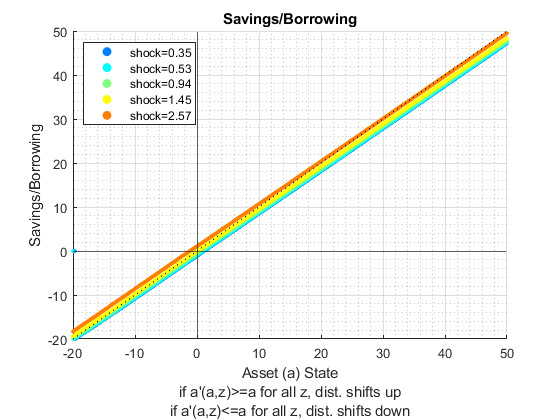 Savings/Borrowing
50
40
30
20
10
0
-10
-20
Savings/Borrowing
shock=0.35
shock=0.53
shock=0.94
shock=1.45
shock=2.57
-20 -10 0 10 20 30 40 50
Asset (a) State
if a'(a,z)>=a for all z, dist. shifts up
if a'(a,z)<=a for all z, dist. shifts down